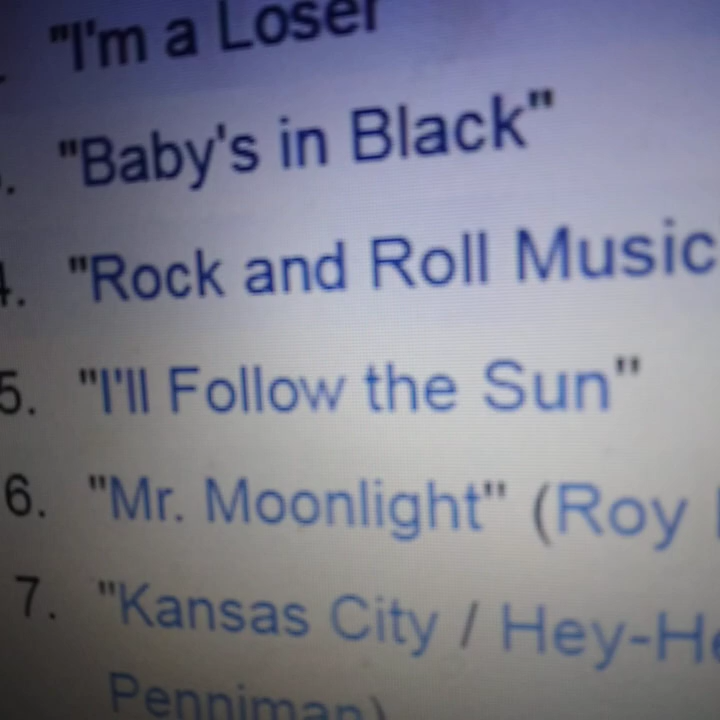 "I'm a Loser
"Baby's in Black"
4. "Rock and Roll Music
5. "I'll Follow the Sun"
6. "Mr. Moonlight" (Roy
7. "Kansas City / Hey-He
Penniman)